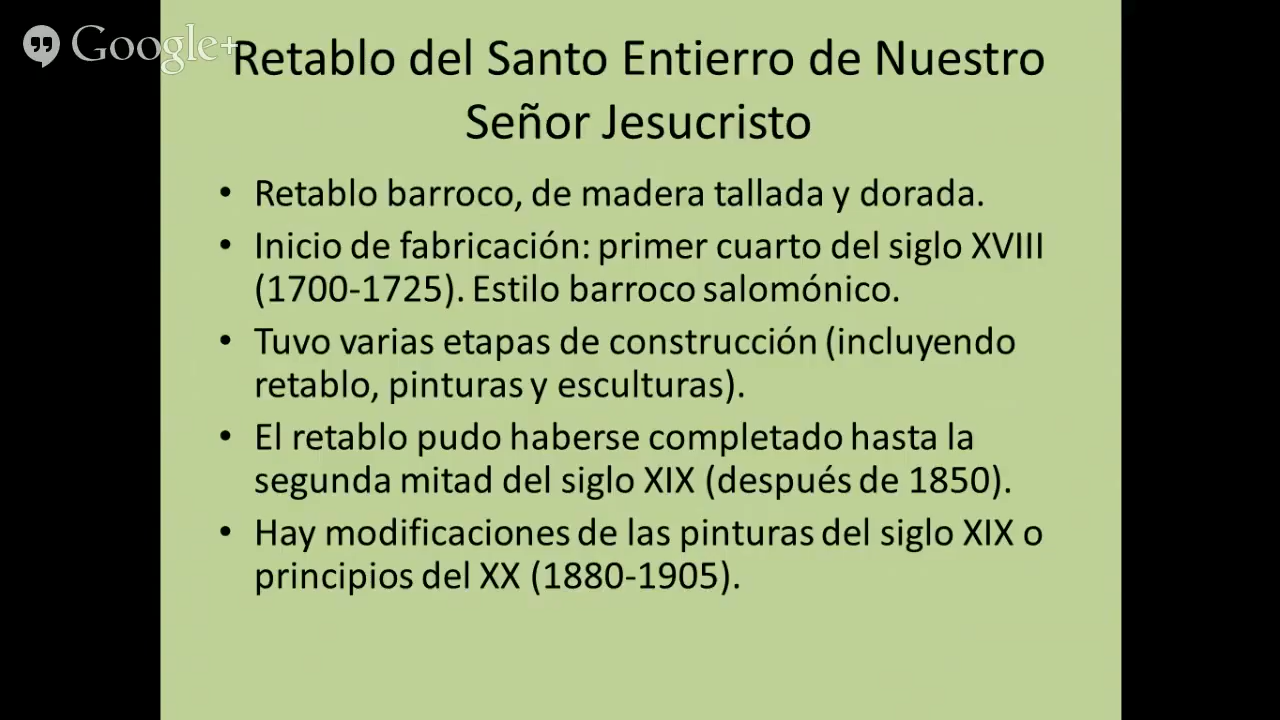 Google+
Retablo del Santo Entierro de Nuestro
Señor Jesucristo
• Retablo barroco, de madera tallada y dorada.
• Inicio de fabricación: primer cuarto del siglo XVIII
(1700-1725). Estilo barroco salomónico.
• Tuvo varias etapas de construcción (incluyendo
retablo, pinturas y esculturas).
• El retablo pudo haberse completado hasta la
segunda mitad del siglo XIX (después de 1850).
• Hay modificaciones de las pinturas del siglo XIX o
principios del XX (1880-1905).